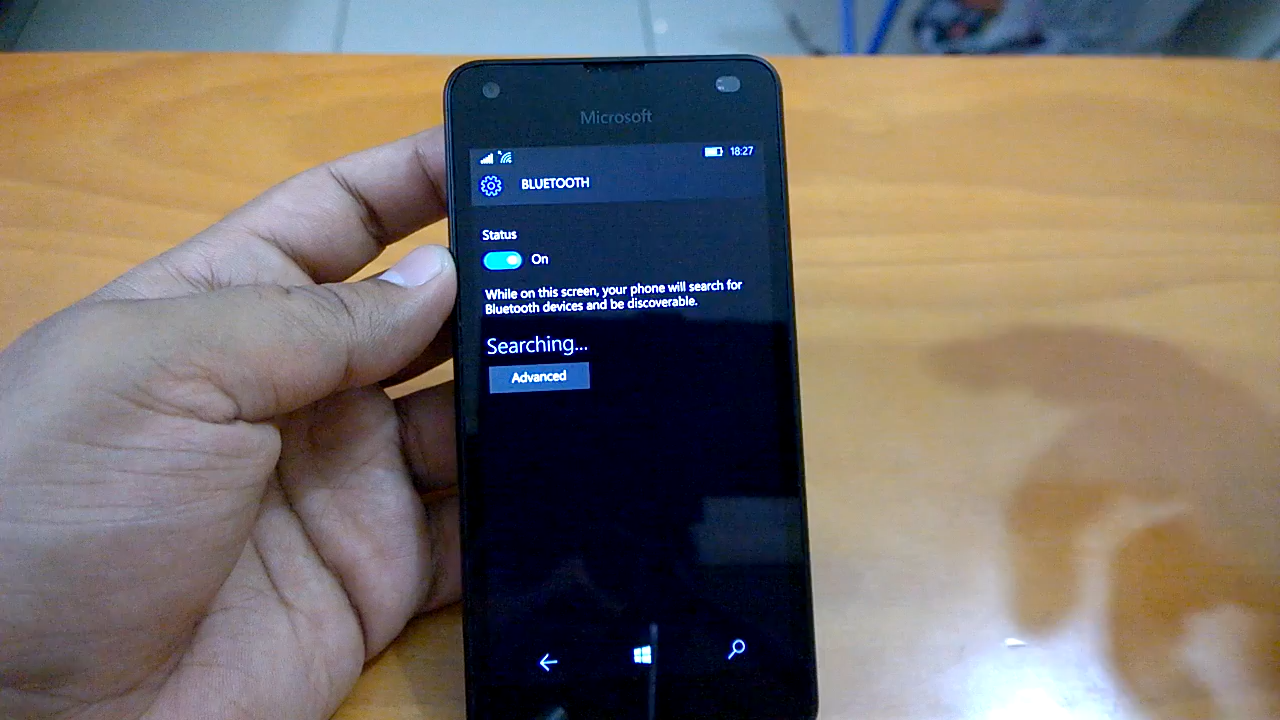 Microsoft
18:27
BLUETOOTH
Status
On
While on this screen, your phone will search for
Bluetooth devices and be discoverable.
Searching...
Advanced